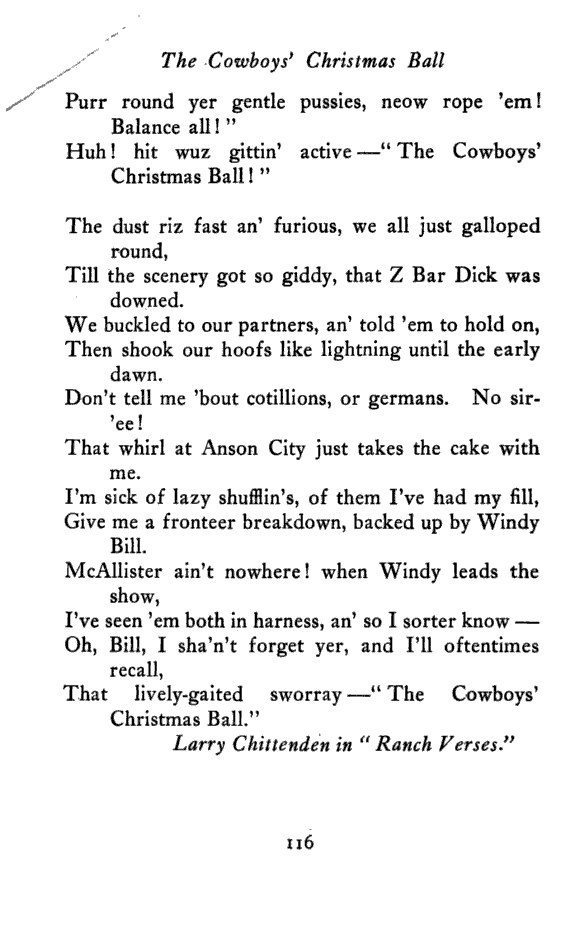 The Cowboys' Christmas Ball
Purr round yer gentle pussies, neow rope 'em!
Balance all!"
Huh! hit wuz gittin' active—"The Cowboys'
Christmas Ball!"
The dust riz fast an' furious, we all just galloped
round,
Till the scenery got so giddy, that Z Bar Dick was
downed.
We buckled to our partners, an' told 'em to hold on,
Then shook our hoofs like lightning until the early
dawn.
Don't tell me 'bout cotillions, or germans. No sir-
'ee!
That whirl at Anson City just takes the cake with
me.
I'm sick of lazy shufflin's, of them I've had my fill,
Give me a fronteer breakdown, backed up by Windy
Bill.
McAllister ain't nowhere! when Windy leads the
show,
I've seen 'em both in harness, an' so I sorter know—
Oh, Bill, I sha'n't forget yer, and I'll oftentimes
recall,
That lively-gaited sworray—"The Cowboys'
Christmas Ball."
Larry Chittenden in "Ranch Verses."
116